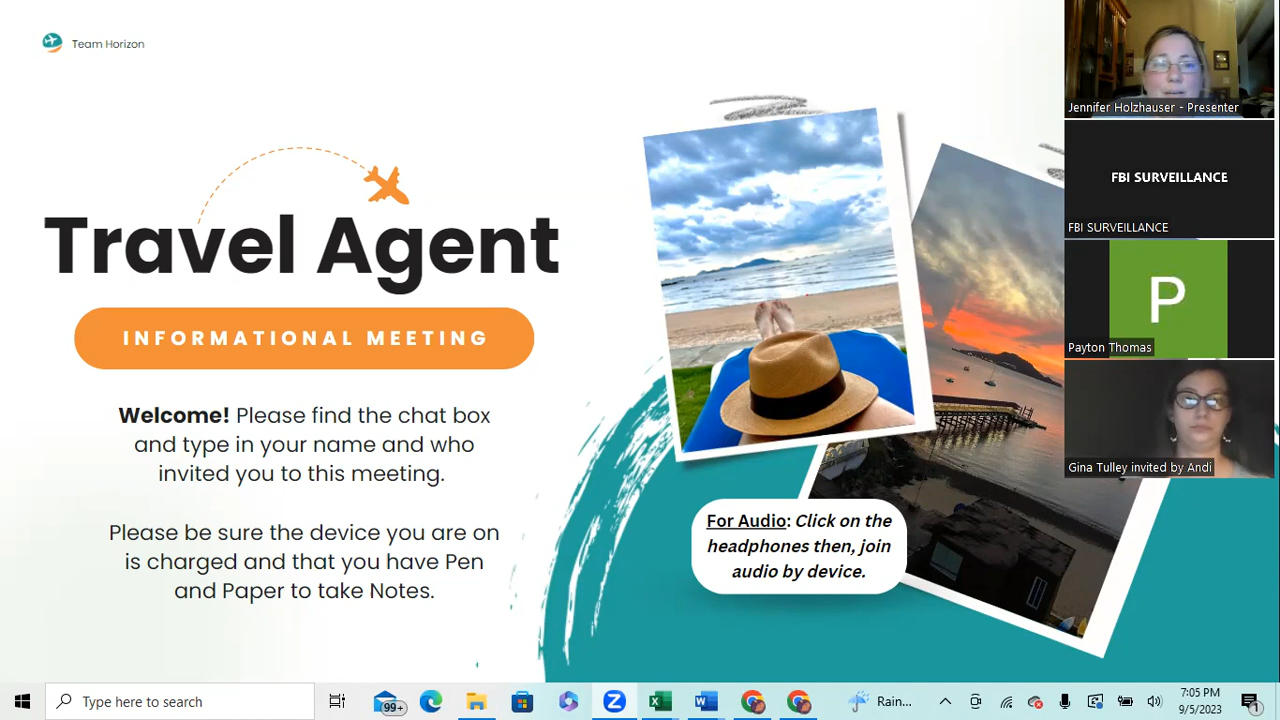 Team Horizon
Travel Agent
INFORMATIONAL MEETING
Welcome! Please find the chat box
and type in your name and who
invited you to this meeting.
Please be sure the device you are on
is charged and that you have Pen
and Paper to take Notes.
For Audio: Click on the
headphones then, join
audio by device.
Jennifer Holzhauser - Presenter
FBI SURVEILLANCE
FBI SURVEILLANCE
P
Payton Thomas
Gina Tulley invited by Andi
Type here to search
99+
Rain...
7:05 PM
9/5/2023
1